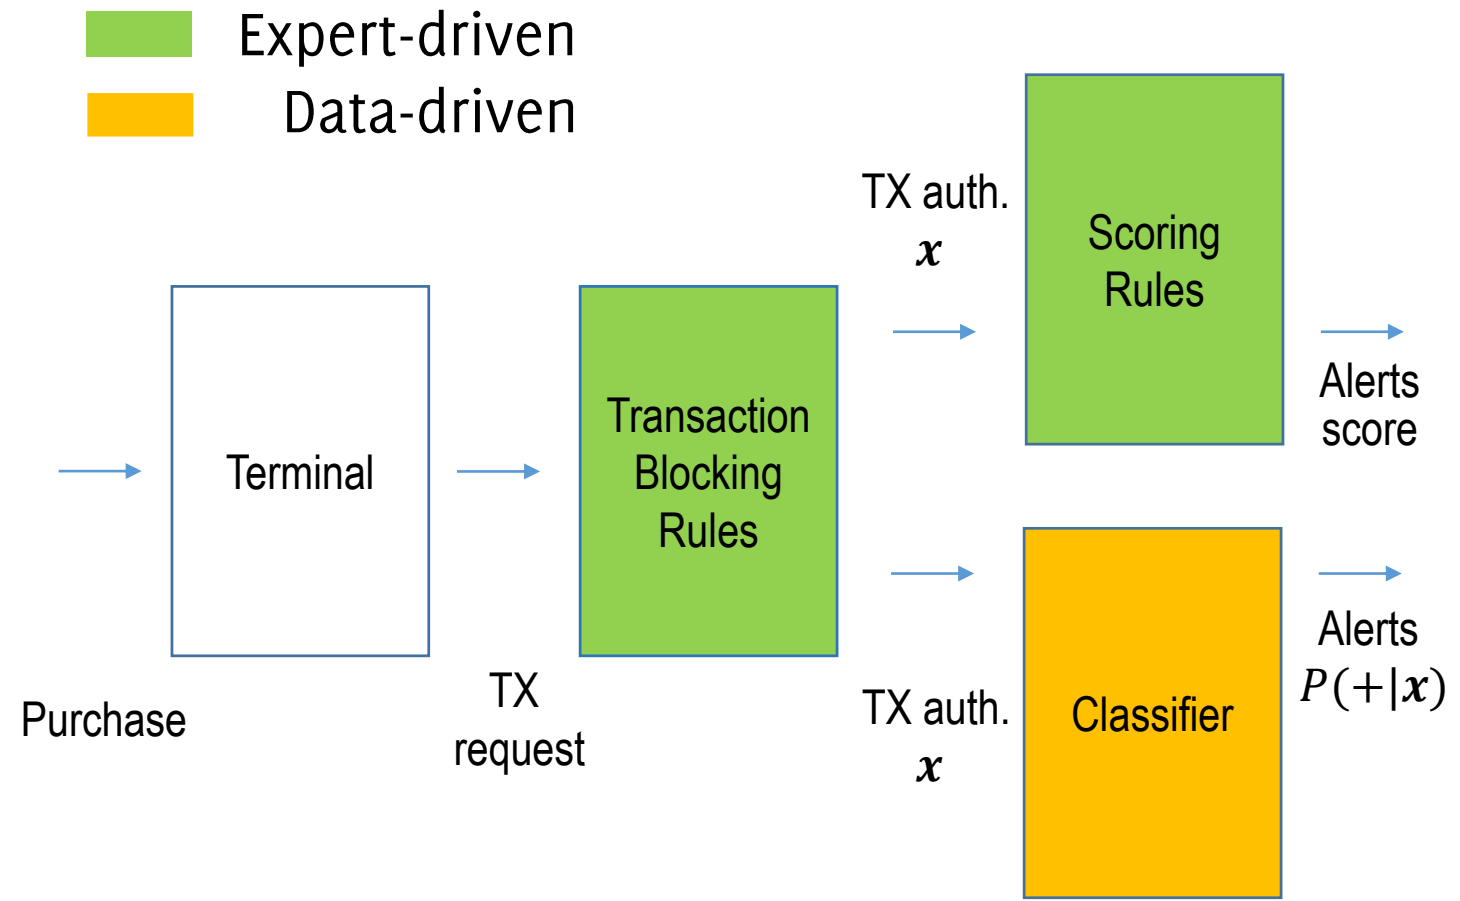 Expert-driven
Data-driven
Purchase
Terminal
TX
request
Transaction
Blocking
Rules
TX auth.
x
Scoring
Rules
Alerts
score
TX auth.
x
Classifier
Alerts
P(+|x)